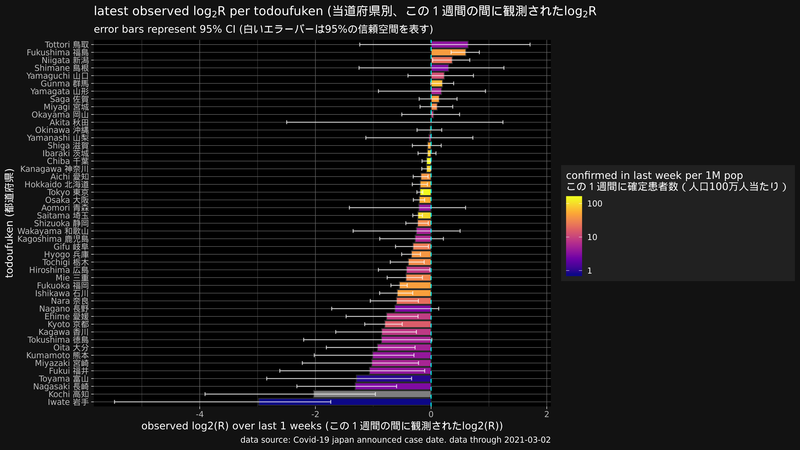 latest observed log₂R per todoufuken (当道府県別、この１週間の間に観測されたlog₂R
error bars represent 95% CI (白いエラーバーは95%の信頼空間を表す)
todoufuken (都道府県)
Tottori 鳥取
Fukushima 福島
Niigata 新潟
Shimane 島根
Yamaguchi 山口
Gunma 群馬
Yamagata 山形
Saga 佐賀
Miyagi 宮城
Okayama 岡山
Akita 秋田
Okinawa 沖縄
Yamanashi 山梨
Shiga 滋賀
Ibaraki 茨城
Chiba 千葉
Kanagawa 神奈川
Aichi 愛知
Hokkaido 北海道
Tokyo 東京
Osaka 大阪
Aomori 青森
Saitama 埼玉
Shizuoka 静岡
Wakayama 和歌山
Kagoshima 鹿児島
Gifu 岐阜
Hyogo 兵庫
Tochigi 栃木
Hiroshima 広島
Mie 三重
Fukuoka 福岡
Ishikawa 石川
Nara 奈良
Nagano 長野
Ehime 愛媛
Kyoto 京都
Kagawa 香川
Tokushima 徳島
Oita 大分
Kumamoto 熊本
Miyazaki 宮崎
Fukui 福井
Toyama 富山
Nagasaki 長崎
Kochi 高知
Iwate 岩手
-4 -2 0 2
observed log2(R) over last 1 weeks (この１週間の間に観測されたlog2(R))
data source: Covid-19 japan announced case date. data through 2021-03-02
confirmed in last week per 1M pop
この１週間に確定患者数 ( 人口100万人当たり )
100
10
1